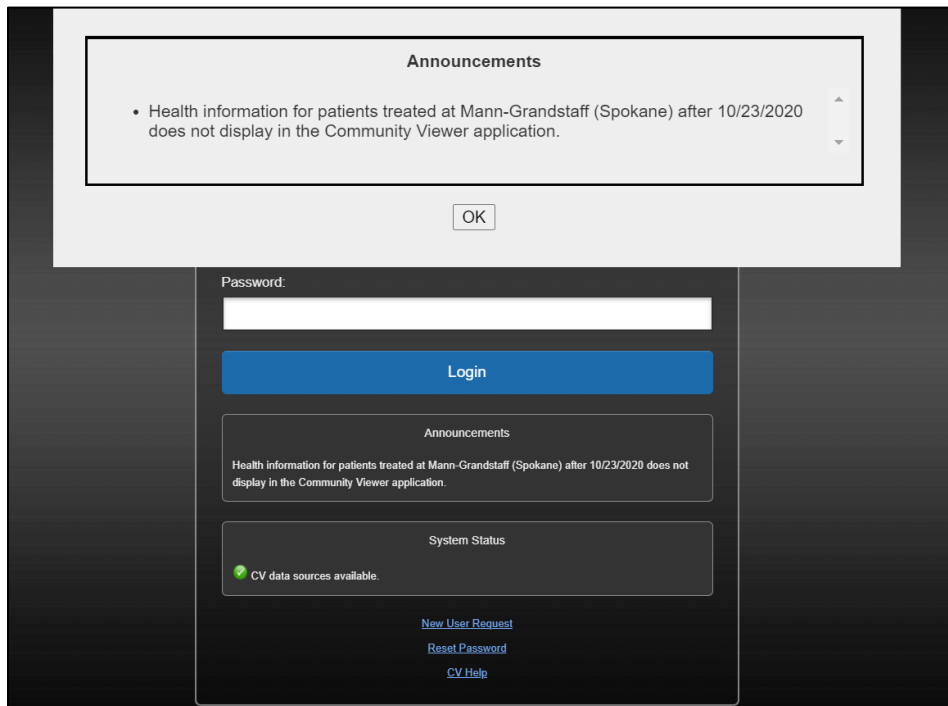 Announcements
• Health information for patients treated at Mann-Grandstaff (Spokane) after 10/23/2020
does not display in the Community Viewer application.
OK
Password:
Login
Announcements
Health information for patients treated at Mann-Grandstaff (Spokane) after 10/23/2020 does not
display in the Community Viewer application.
System Status
CV data sources available.
New User Request
Reset Password
CV Help